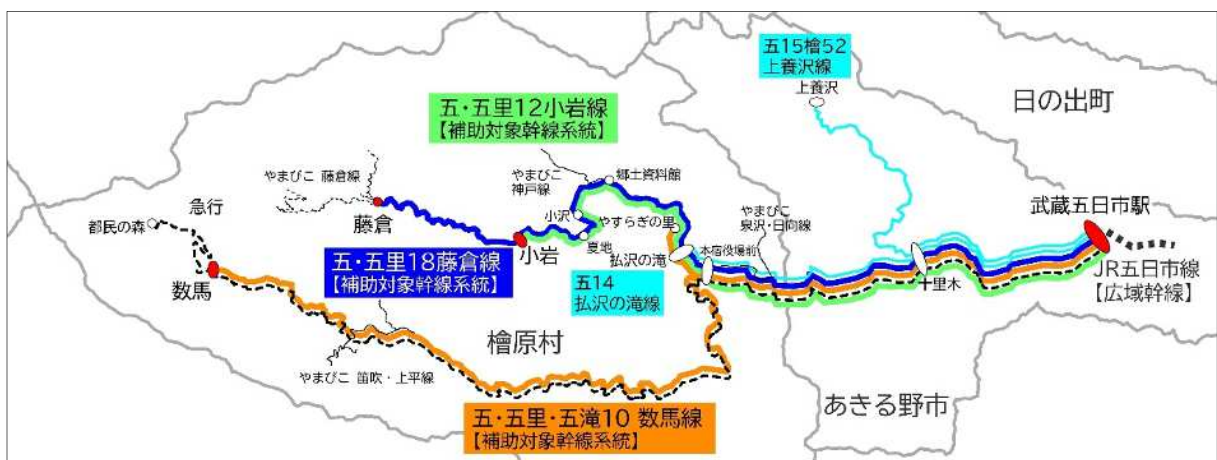 五15檜52
上養沢線
上養沢
日の出町
五・五里12小岩線
【補助対象幹線系統】
やまびこ 藤倉線
やまびこ
神戸線
郷土資料館
急行
都民の森
藤倉
小沢
やすらぎの里
やまびこ
泉沢・日向線
武蔵五日市駅
数馬
小岩
夏地
払沢の滝
本宿役場前
五・五里18藤倉線
【補助対象幹線系統】
五14
払沢の滝線
十里木
JR五日市線
【広域幹線】
檜原村
やまびこ 笛吹・上平線
あきる野市
五・五里・五滝10 数馬線
【補助対象幹線系統】